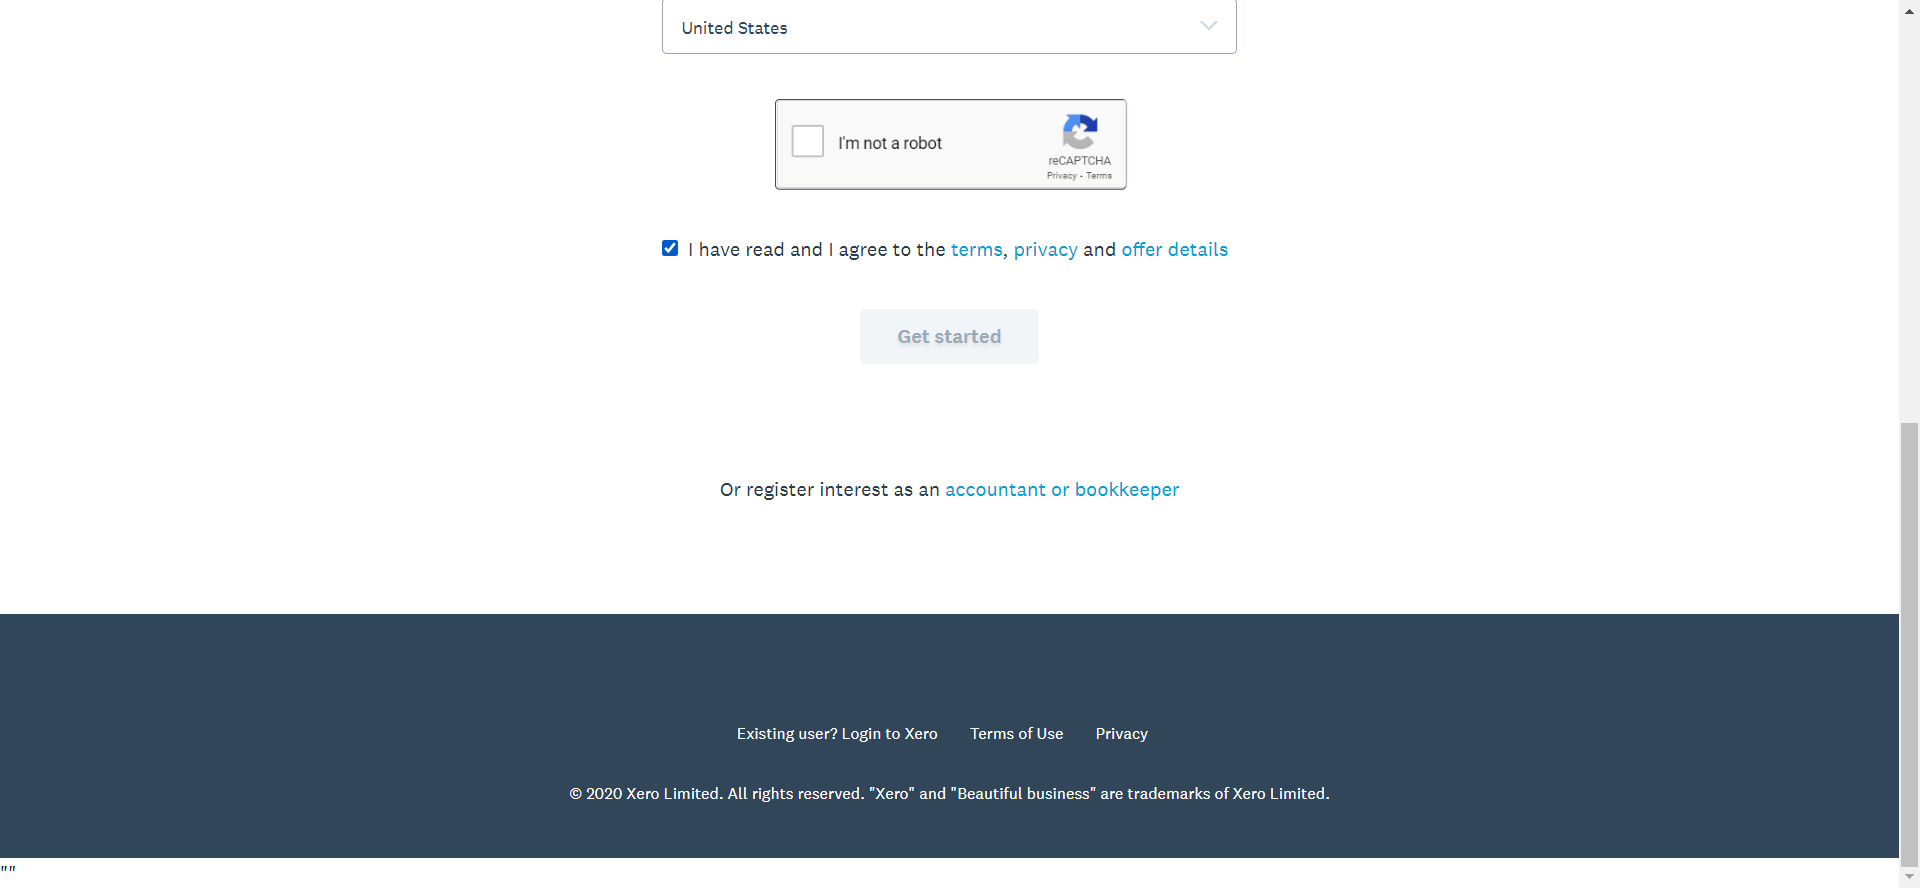 United States
I'm not a robot
reCAPTCHA
Privacy - Terms
I have read and I agree to the terms, privacy and offer details
Get started
Or register interest as an accountant or bookkeeper
Existing user? Login to Xero Terms of Use Privacy
© 2020 Xero Limited. All rights reserved. "Xero" and "Beautiful business" are trademarks of Xero Limited.
""